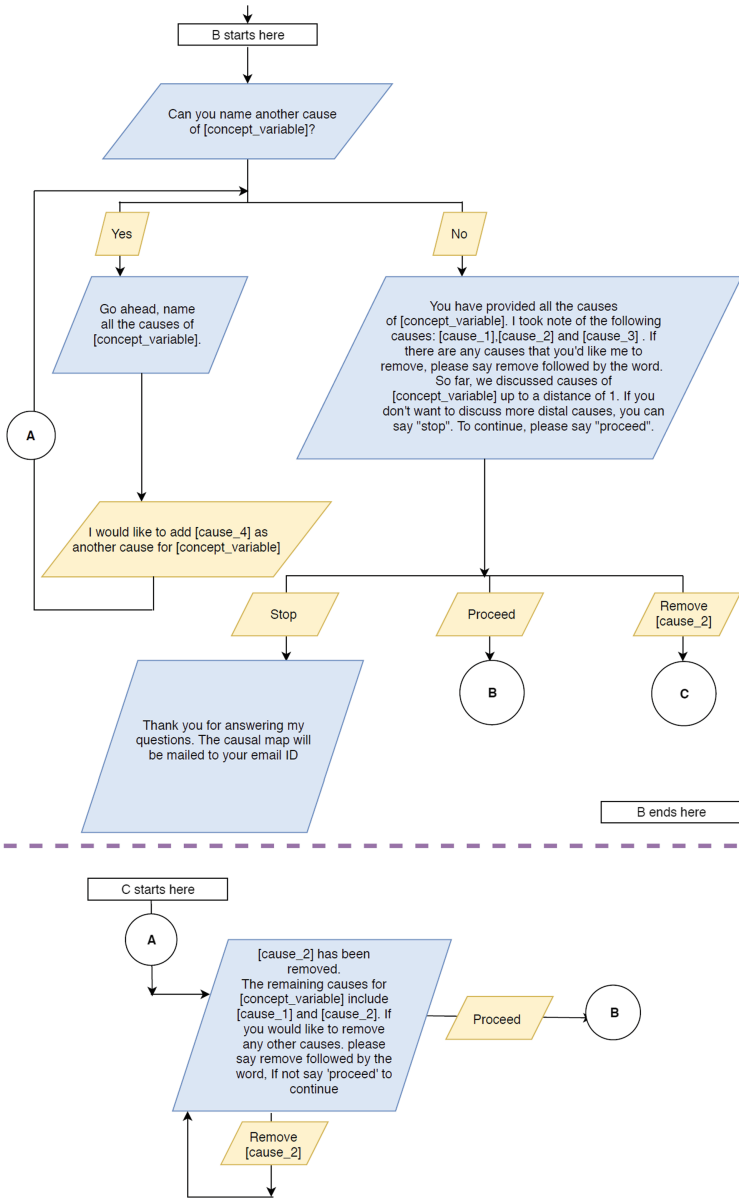 B starts here
Can you name another cause
of [concept_variable]?
Yes
No
Go ahead, name
all the causes of
[concept_variable].
You have provided all the causes
of [concept_variable]. I took note of the following
causes: [cause_1],[cause_2] and [cause_3] . If
there are any causes that you'd like me to
remove, please say remove followed by the word.
So far, we discussed causes of
[concept_variable] up to a distance of 1. If you
don't want to discuss more distal causes, you can
say "stop". To continue, please say "proceed".
A
I would like to add [cause_4] as
another cause for [concept_variable]
Stop
Proceed
Remove
[cause_2]
B
C
Thank you for answering my
questions. The causal map will
be mailed to your email ID
B ends here
C starts here
A
[cause_2] has been
removed.
The remaining causes for
[concept_variable] include
[cause_1] and [cause_2]. If
you would like to remove
any other causes. please
say remove followed by the
word, If not say 'proceed' to
continue
Proceed
B
Remove
[cause_2]